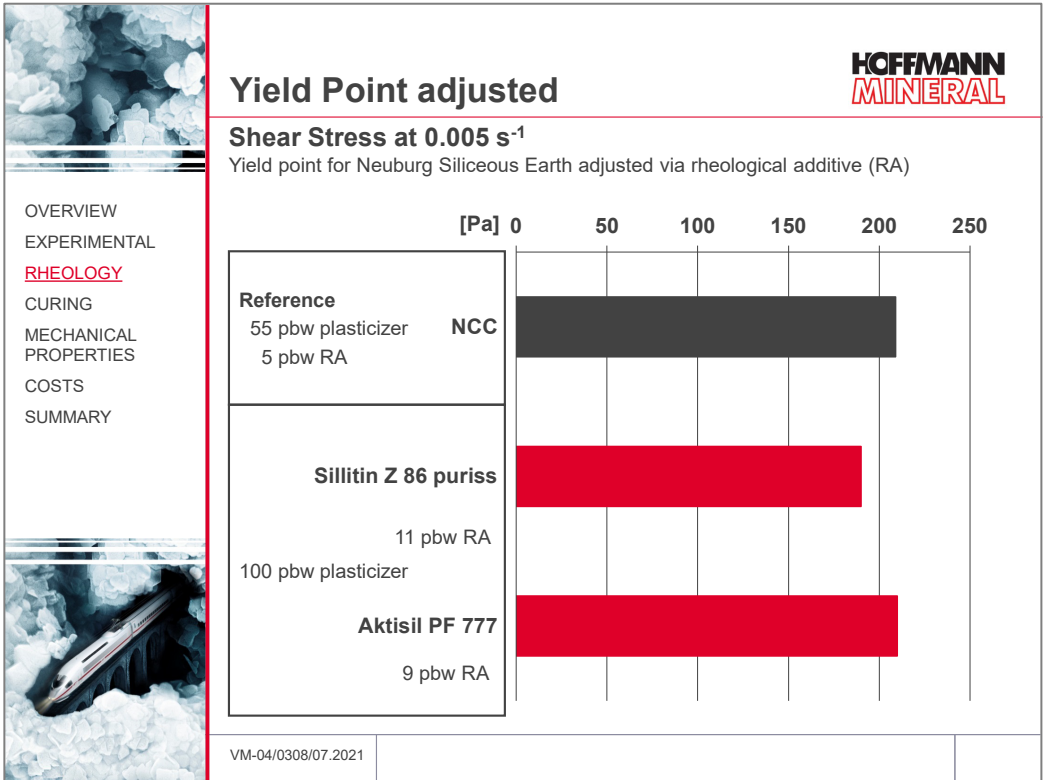 HOFFMANN
MINERAL
Yield Point adjusted
Shear Stress at 0.005 s⁻¹
Yield point for Neuburg Siliceous Earth adjusted via rheological additive (RA)
OVERVIEW
EXPERIMENTAL
RHEOLOGY
CURING
MECHANICAL
PROPERTIES
COSTS
SUMMARY
[Pa] 0 50 100 150 200 250
Reference
55 pbw plasticizer NCC
5 pbw RA
Sillitin Z 86 puriss
11 pbw RA
100 pbw plasticizer
Aktisil PF 777
9 pbw RA
VM-04/0308/07.2021